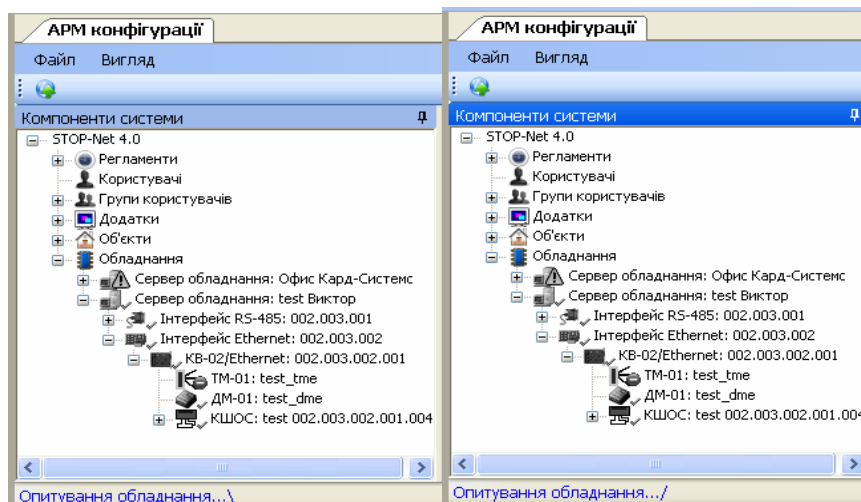 АРМ конфігурації
Файл Вигляд
Компоненти системи
STOP-Net 4.0
Регламенти
Користувачі
Групи користувачів
Додатки
Об'єкти
Обладнання
Сервер обладнання: Офис Кард-Системс
Сервер обладнання: test Виктор
Інтерфейс RS-485: 002.003.001
Інтерфейс Ethernet: 002.003.002
КВ-02/Ethernet: 002.003.002.001
ТМ-01: test_tme
ДМ-01: test_dme
КШОС: test 002.003.002.001.004
Опитування обладнання...\
АРМ конфігурації
Файл Вигляд
Компоненти системи
STOP-Net 4.0
Регламенти
Користувачі
Групи користувачів
Додатки
Об'єкти
Обладнання
Сервер обладнання: Офис Кард-Системс
Сервер обладнання: test Виктор
Інтерфейс RS-485: 002.003.001
Інтерфейс Ethernet: 002.003.002
КВ-02/Ethernet: 002.003.002.001
ТМ-01: test_tme
ДМ-01: test_dme
КШОС: test 002.003.002.001.004
Опитування обладнання.../